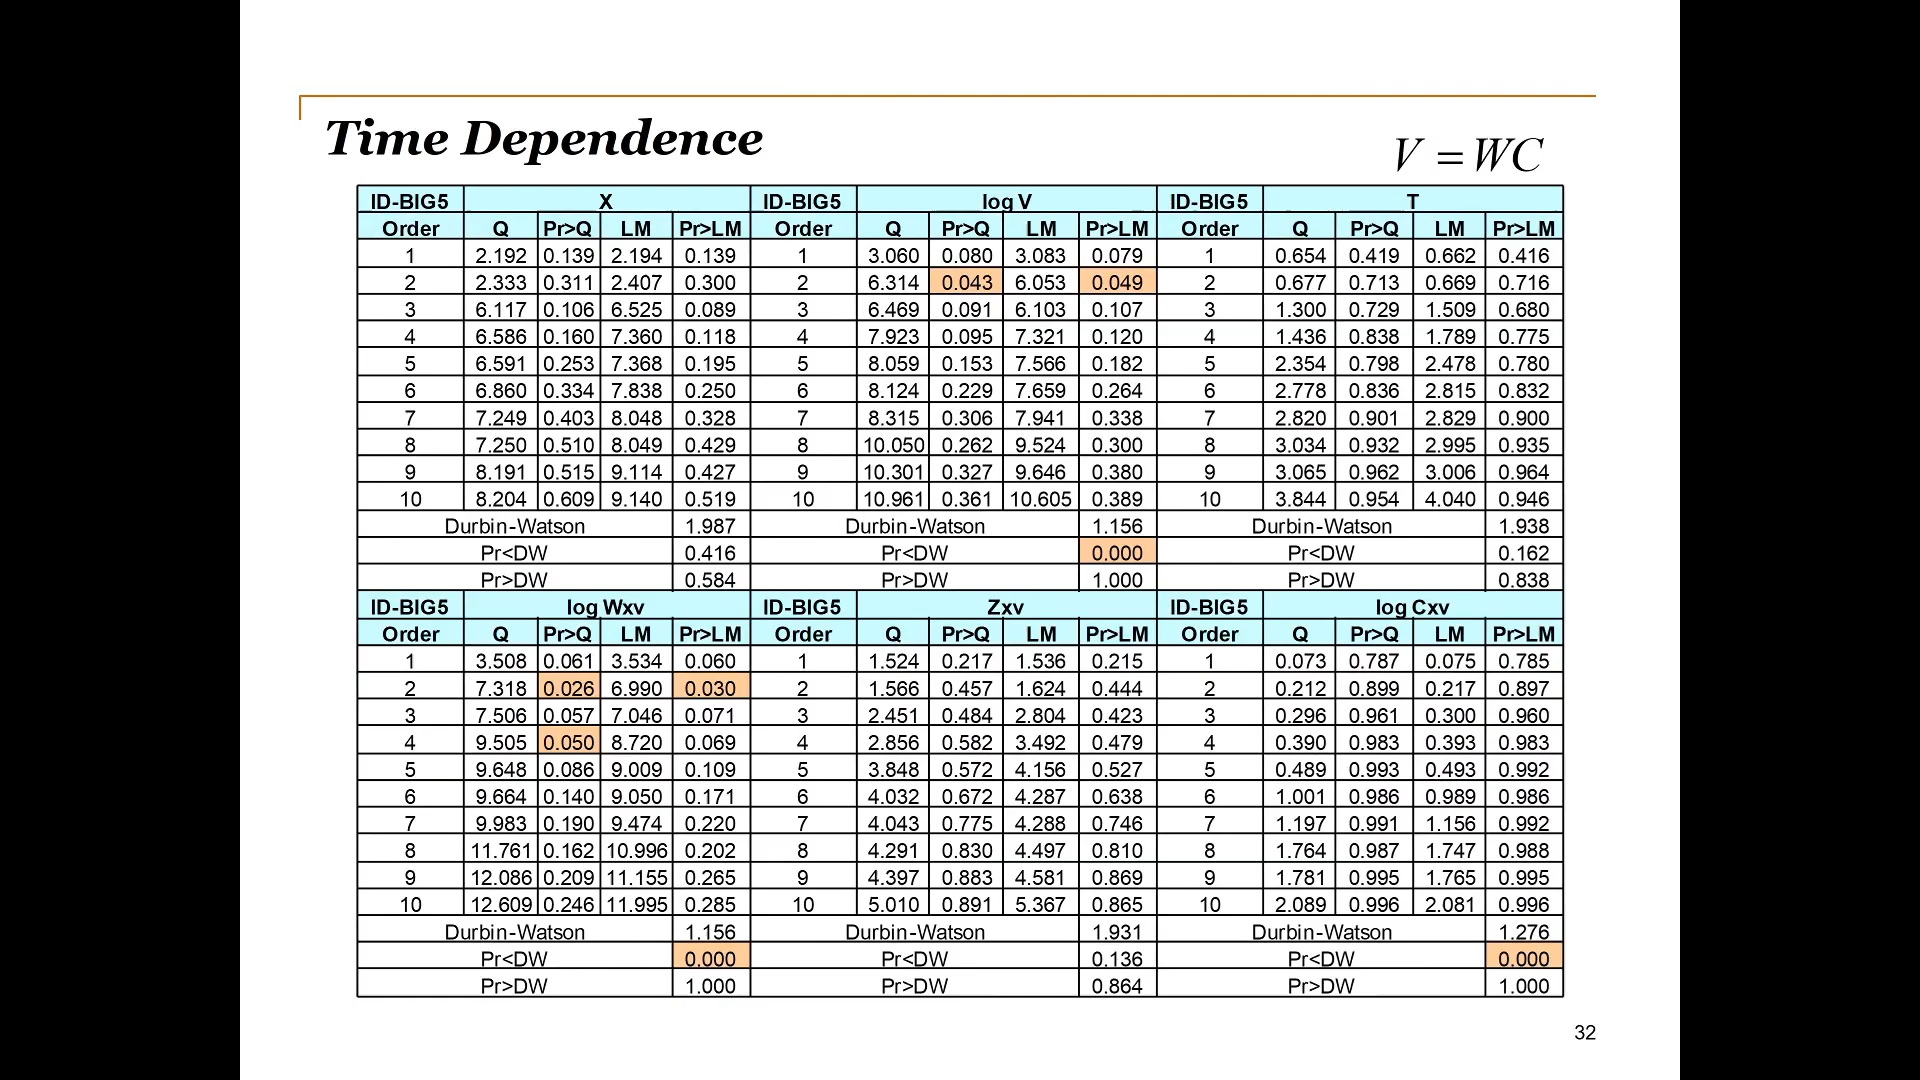 Time Dependence
V = WC
ID-BIG5 X ID-BIG5 log V ID-BIG5 T
Order Q Pr>Q LM Pr>LM Order Q Pr>Q LM Pr>LM Order Q Pr>Q LM Pr>LM
1 2.192 0.139 2.194 0.139 1 3.060 0.080 3.083 0.079 1 0.654 0.419 0.662 0.416
2 2.333 0.311 2.407 0.300 2 6.314 0.043 6.053 0.049 2 0.677 0.713 0.669 0.716
3 6.117 0.106 6.525 0.089 3 6.469 0.091 6.103 0.107 3 1.300 0.729 1.509 0.680
4 6.586 0.160 7.360 0.118 4 7.923 0.095 7.321 0.120 4 1.436 0.838 1.789 0.775
5 6.591 0.253 7.368 0.195 5 8.059 0.153 7.566 0.182 5 2.354 0.798 2.478 0.780
6 6.860 0.334 7.838 0.250 6 8.124 0.229 7.659 0.264 6 2.778 0.836 2.815 0.832
7 7.249 0.403 8.048 0.328 7 8.315 0.306 7.941 0.338 7 2.820 0.901 2.829 0.900
8 7.250 0.510 8.049 0.429 8 10.050 0.262 9.524 0.300 8 3.034 0.932 2.995 0.935
9 8.191 0.515 9.114 0.427 9 10.301 0.327 9.646 0.380 9 3.065 0.962 3.006 0.964
10 8.204 0.609 9.140 0.519 10 10.961 0.361 10.605 0.389 10 3.844 0.954 4.040 0.946
Durbin-Watson 1.987 Durbin-Watson 1.156 Durbin-Watson 1.938
Pr<DW 0.416 Pr<DW 0.000 Pr<DW 0.162
Pr>DW 0.584 Pr>DW 1.000 Pr>DW 0.838
ID-BIG5 log Wxv ID-BIG5 Zxv ID-BIG5 log Cxv
Order Q Pr>Q LM Pr>LM Order Q Pr>Q LM Pr>LM Order Q Pr>Q LM Pr>LM
1 3.508 0.061 3.534 0.060 1 1.524 0.217 1.536 0.215 1 0.073 0.787 0.075 0.785
2 7.318 0.026 6.990 0.030 2 1.566 0.457 1.624 0.444 2 0.212 0.899 0.217 0.897
3 7.506 0.057 7.046 0.071 3 2.451 0.484 2.804 0.423 3 0.296 0.961 0.300 0.960
4 9.505 0.050 8.720 0.069 4 2.856 0.582 3.492 0.479 4 0.390 0.983 0.393 0.983
5 9.648 0.086 9.009 0.109 5 3.848 0.572 4.156 0.527 5 0.489 0.993 0.493 0.992
6 9.664 0.140 9.050 0.171 6 4.032 0.672 4.287 0.638 6 1.001 0.986 0.989 0.986
7 9.983 0.190 9.474 0.220 7 4.043 0.775 4.288 0.746 7 1.197 0.991 1.156 0.992
8 11.761 0.162 10.996 0.202 8 4.291 0.830 4.497 0.810 8 1.764 0.987 1.747 0.988
9 12.086 0.209 11.155 0.265 9 4.397 0.883 4.581 0.869 9 1.781 0.995 1.765 0.995
10 12.609 0.246 11.995 0.285 10 5.010 0.891 5.367 0.865 10 2.089 0.996 2.081 0.996
Durbin-Watson 1.156 Durbin-Watson 1.931 Durbin-Watson 1.276
Pr<DW 0.000 Pr<DW 0.136 Pr<DW 0.000
Pr>DW 1.000 Pr>DW 0.864 Pr>DW 1.000
32